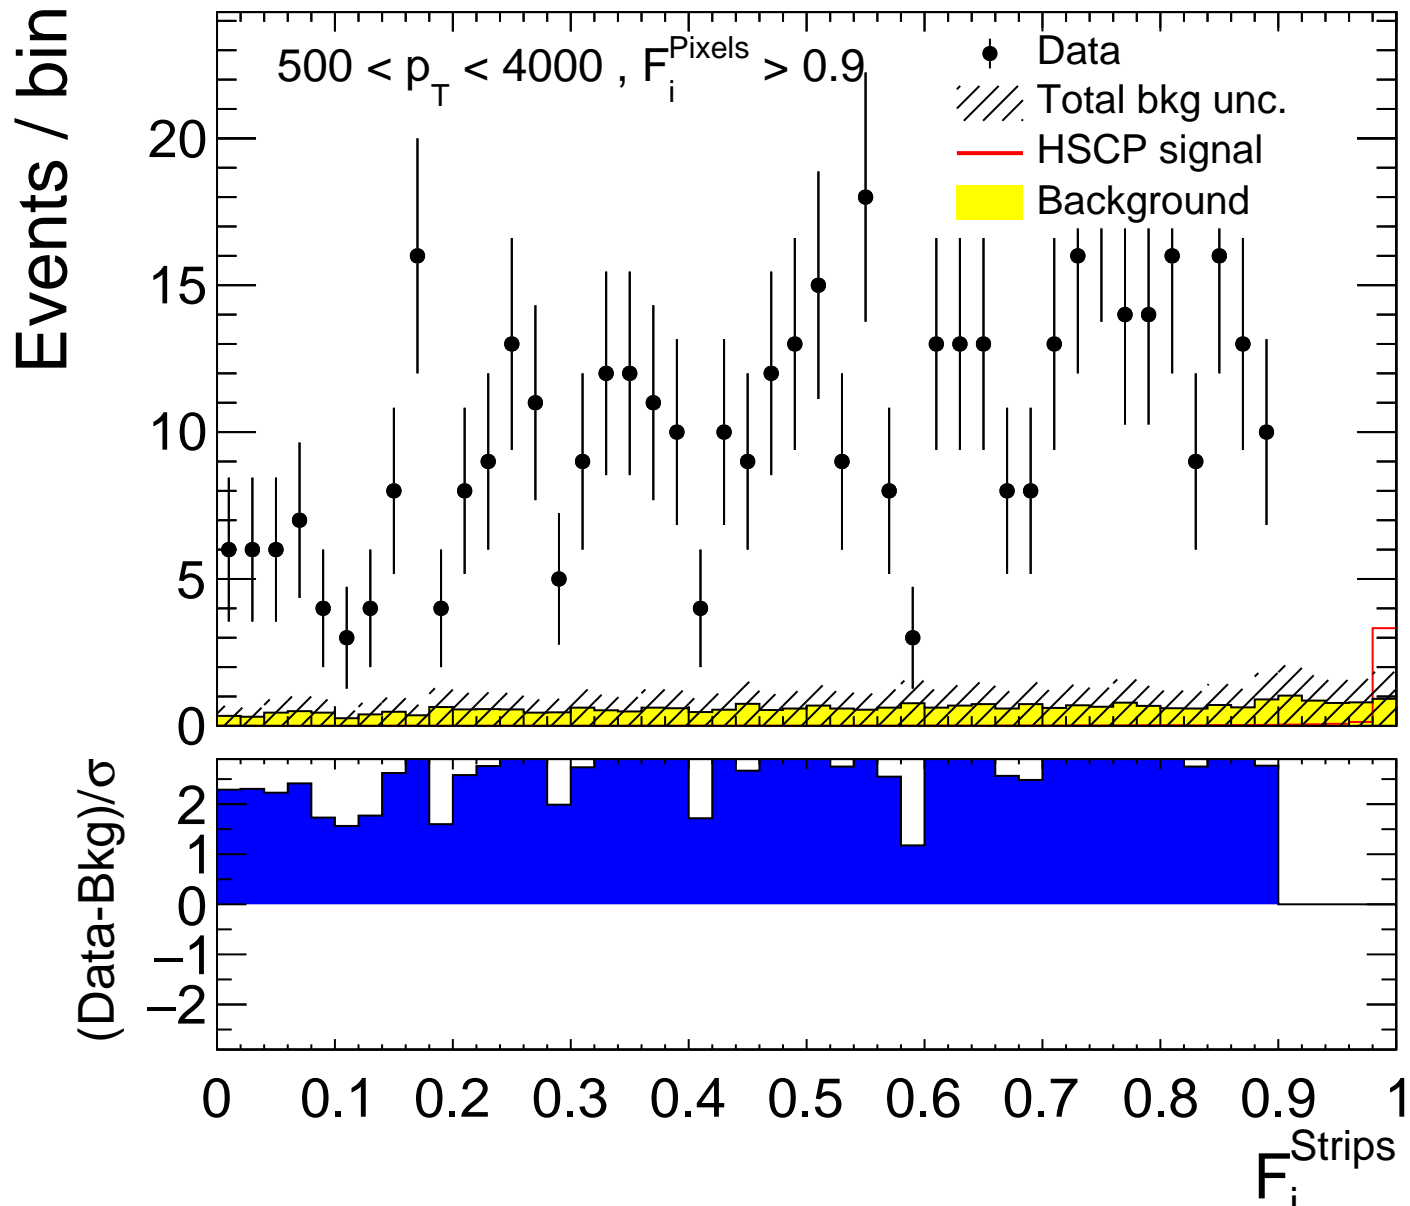 Events / bin
500 < p_T < 4000 , F_i^Pixels > 0.9
Data
Total bkg unc.
HSCP signal
Background
20
15
10
5
0
(Data-Bkg)/σ
2
1
0
−1
−2
0 0.1 0.2 0.3 0.4 0.5 0.6 0.7 0.8 0.9 1
F_i^Strips